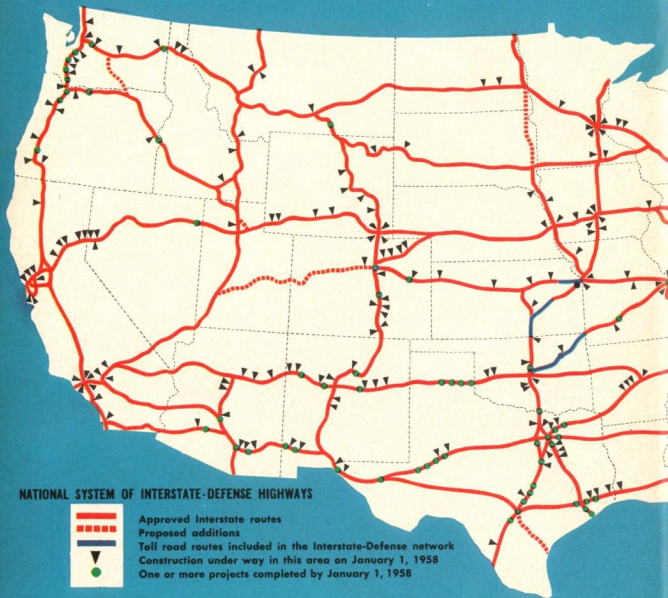 NATIONAL SYSTEM OF INTERSTATE-DEFENSE HIGHWAYS
Approved Interstate routes
Proposed additions
Toll road routes included in the Interstate-Defense network
Construction under way in this area on January 1, 1958
One or more projects completed by January 1, 1958